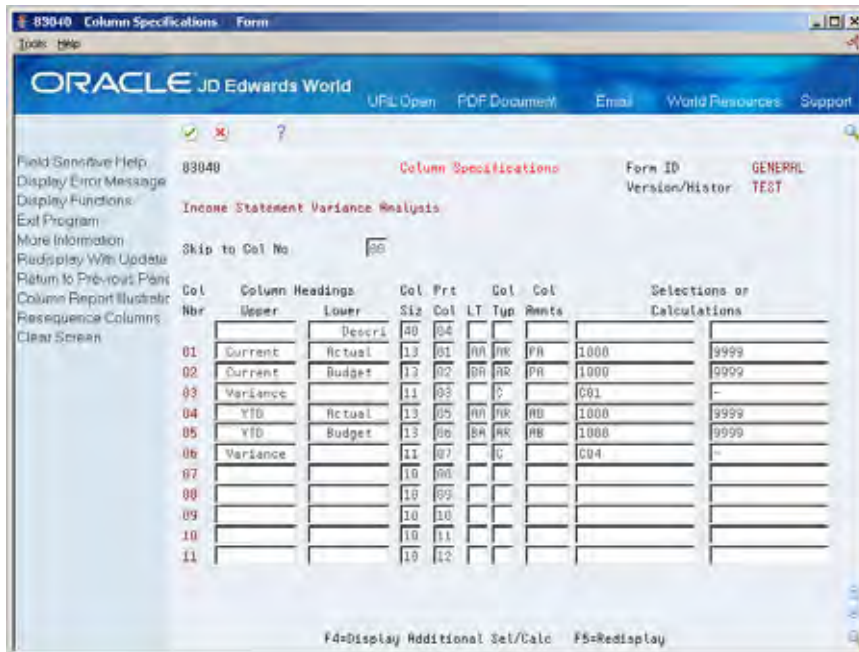 83040 Column Specifications Form
Tools Help
ORACLE JD Edwards World
URL Open PDF Document Email World Resources Support
?
Field Sensitive Help
Display Error Message
Display Functions
Exit Program
More Information
Redisplay With Update
Return to Previous Pane
Column Report Illustratic
Resequence Columns
Clear Screen
83040 Column Specifications Form ID GENERAL
Version/Histor TEST
Income Statement Variance Analysis
Skip to Col No
Col Column Headings Col Prt Col Col Selections or
Nbr Upper Lower Siz Col LT Typ Amnts Calculations
Descri 40 04
01 Current Actual 13 01 AA AR PA 1000 9999
02 Current Budget 13 02 BA AR PA 1000 9999
03 Variance 11 03 C C01 -
04 YTD Actual 13 05 AA AR AB 1000 9999
05 YTD Budget 13 06 BA AR AB 1000 9999
06 Variance 11 07 C C04 -
07 10 08
08 10 09
09 10 10
10 10 11
11 10 12
F4=Display Additional Sel/Calc F5=Redisplay